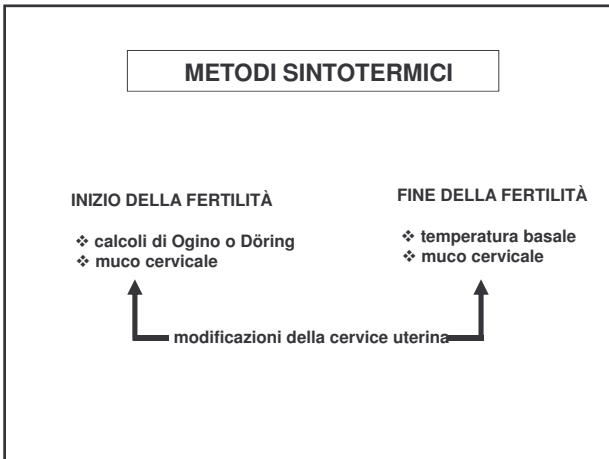 METODI SINTOTERMICI
INIZIO DELLA FERTILITÀ
❖ calcoli di Ogino o Döring
❖ muco cervicale
FINE DELLA FERTILITÀ
❖ temperatura basale
❖ muco cervicale
modificazioni della cervice uterina